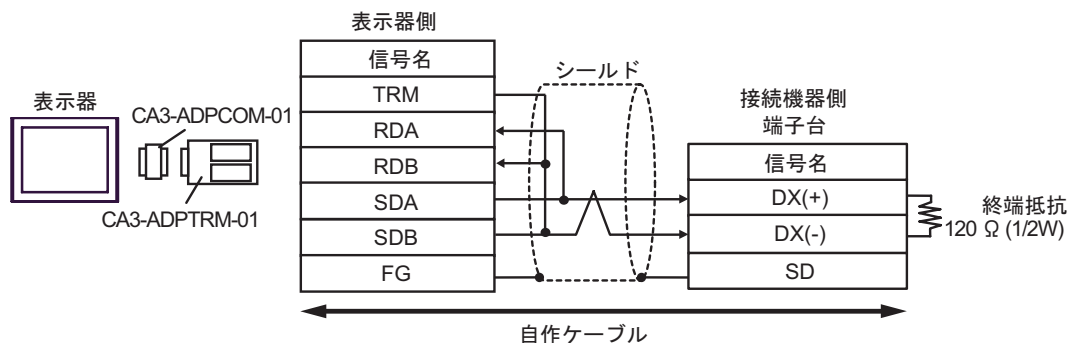 表示器
CA3-ADPCOM-01
CA3-ADPTRM-01
表示器側
信号名
TRM
RDA
RDB
SDA
SDB
FG
シールド
接続機器側
端子台
信号名
DX(+)
DX(-)
SD
終端抵抗
120 Ω (1/2W)
自作ケーブル